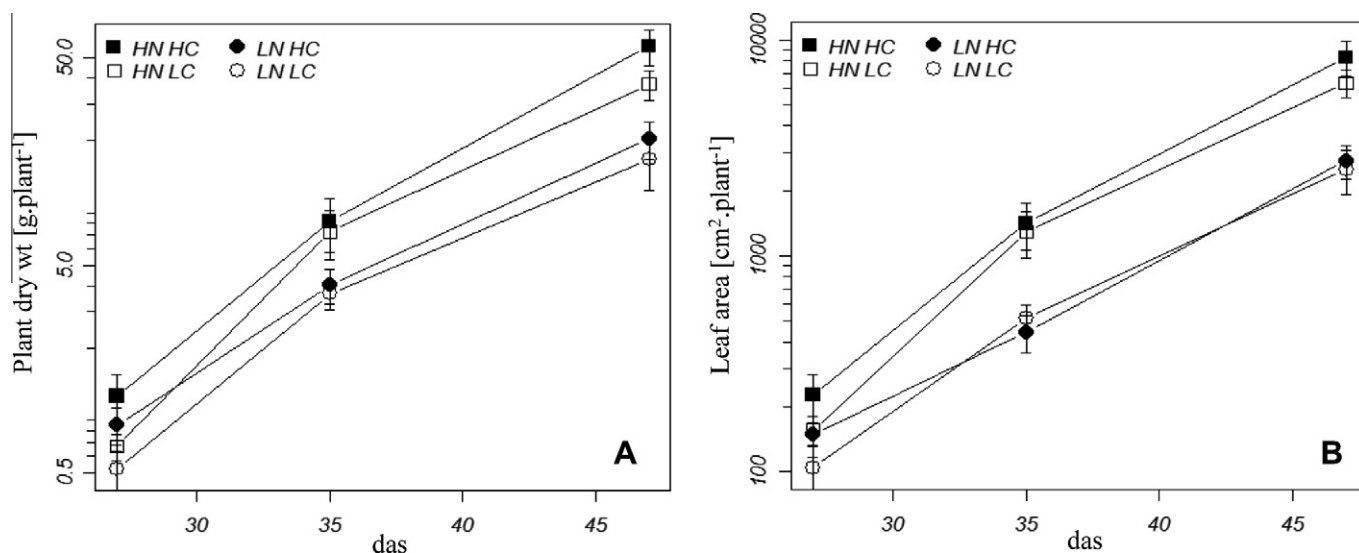 HN HC
LN HC
HN LC
LN LC
Plant dry wt [g.plant⁻¹]
50.0
5.0
0.5
30 35 40 45
das
A
HN HC
LN HC
HN LC
LN LC
Leaf area [cm².plant⁻¹]
10000
1000
100
30 35 40 45
das
B